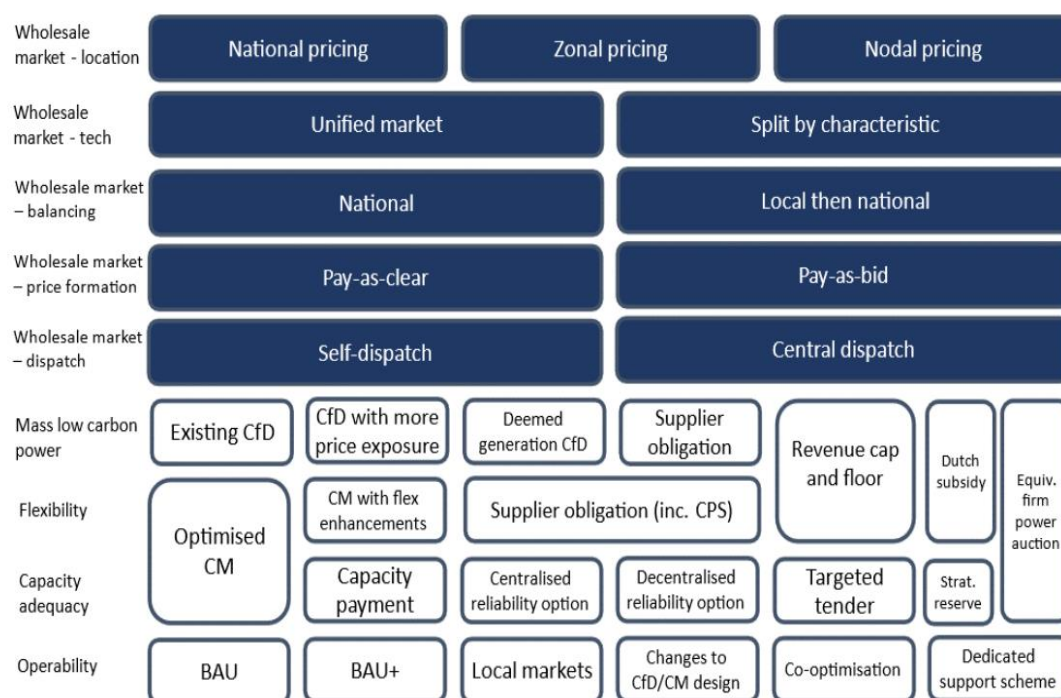 Wholesale
market - location
National pricing
Zonal pricing
Nodal pricing
Wholesale
market - tech
Unified market
Split by characteristic
Wholesale market
– balancing
National
Local then national
Wholesale market
– price formation
Pay-as-clear
Pay-as-bid
Wholesale market
– dispatch
Self-dispatch
Central dispatch
Mass low carbon
power
Existing CfD
CfD with more
price exposure
Deemed
generation CfD
Supplier
obligation
Revenue cap
and floor
Dutch
subsidy
Equiv.
firm
power
auction
Flexibility
Optimised
CM
CM with flex
enhancements
Supplier obligation (inc. CPS)
Capacity
adequacy
Capacity
payment
Centralised
reliability option
Decentralised
reliability option
Targeted
tender
Strat.
reserve
Operability
BAU
BAU+
Local markets
Changes to
CfD/CM design
Co-optimisation
Dedicated
support scheme